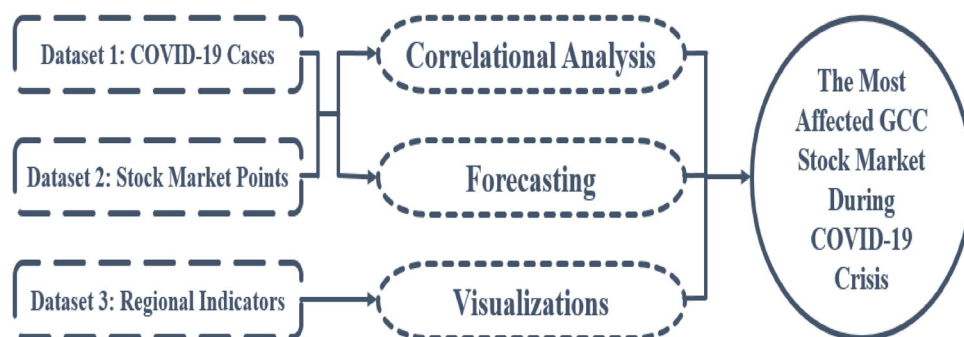 Dataset 1: COVID-19 Cases
Dataset 2: Stock Market Points
Dataset 3: Regional Indicators
Correlational Analysis
Forecasting
Visualizations
The Most
Affected GCC
Stock Market
During
COVID-19
Crisis